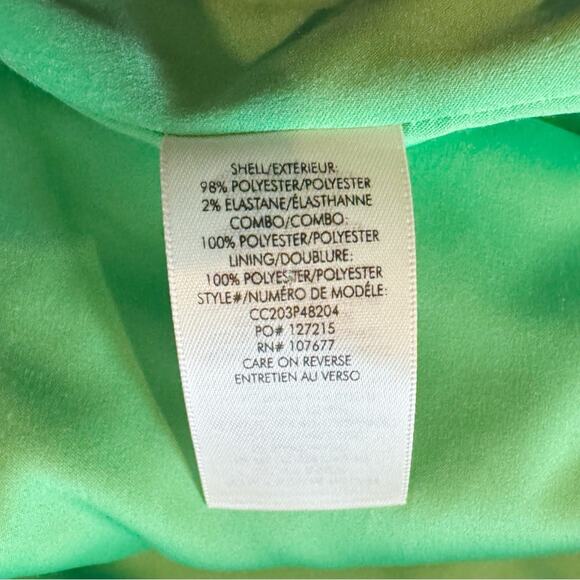 SHELL/EXTÉRIEUR:
98% POLYESTER/POLYESTER
2% ELASTANE/ÉLASTHANNE
COMBO/COMBO:
100% POLYESTER/POLYESTER
LINING/DOUBLURE:
100% POLYESTER/POLYESTER
STYLE#/NUMÉRO DE MODÉLE:
CC203P48204
PO# 127215
RN# 107677
CARE ON REVERSE
ENTRETIEN AU VERSO